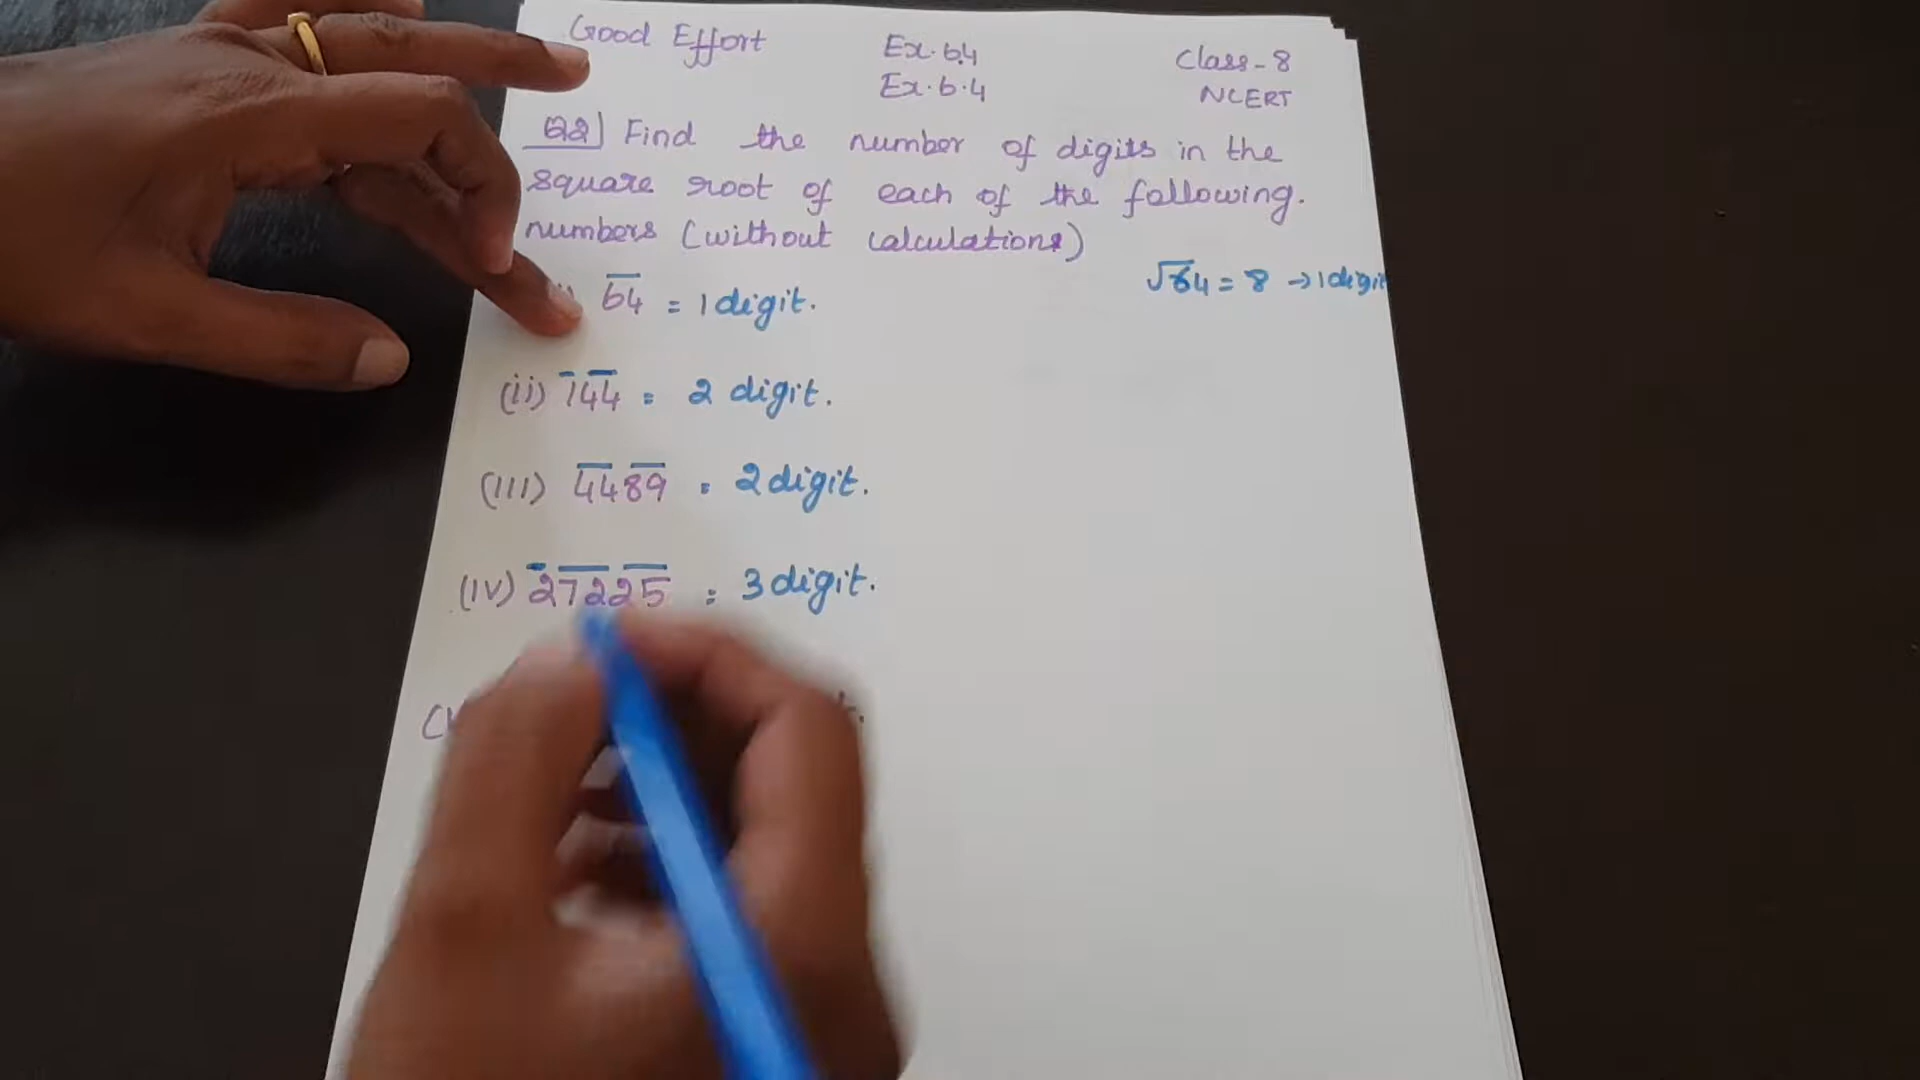 Good Effort Ex.6.4 Class-8
Ex.6.4 NCERT
Q2) Find the number of digits in the
square root of each of the following.
numbers (without calculations)
64 = 1 digit. √64 = 8 → 1 digit
(ii) 144 = 2 digit.
(iii) 4489 = 2 digit.
(iv) 27225 = 3 digit.